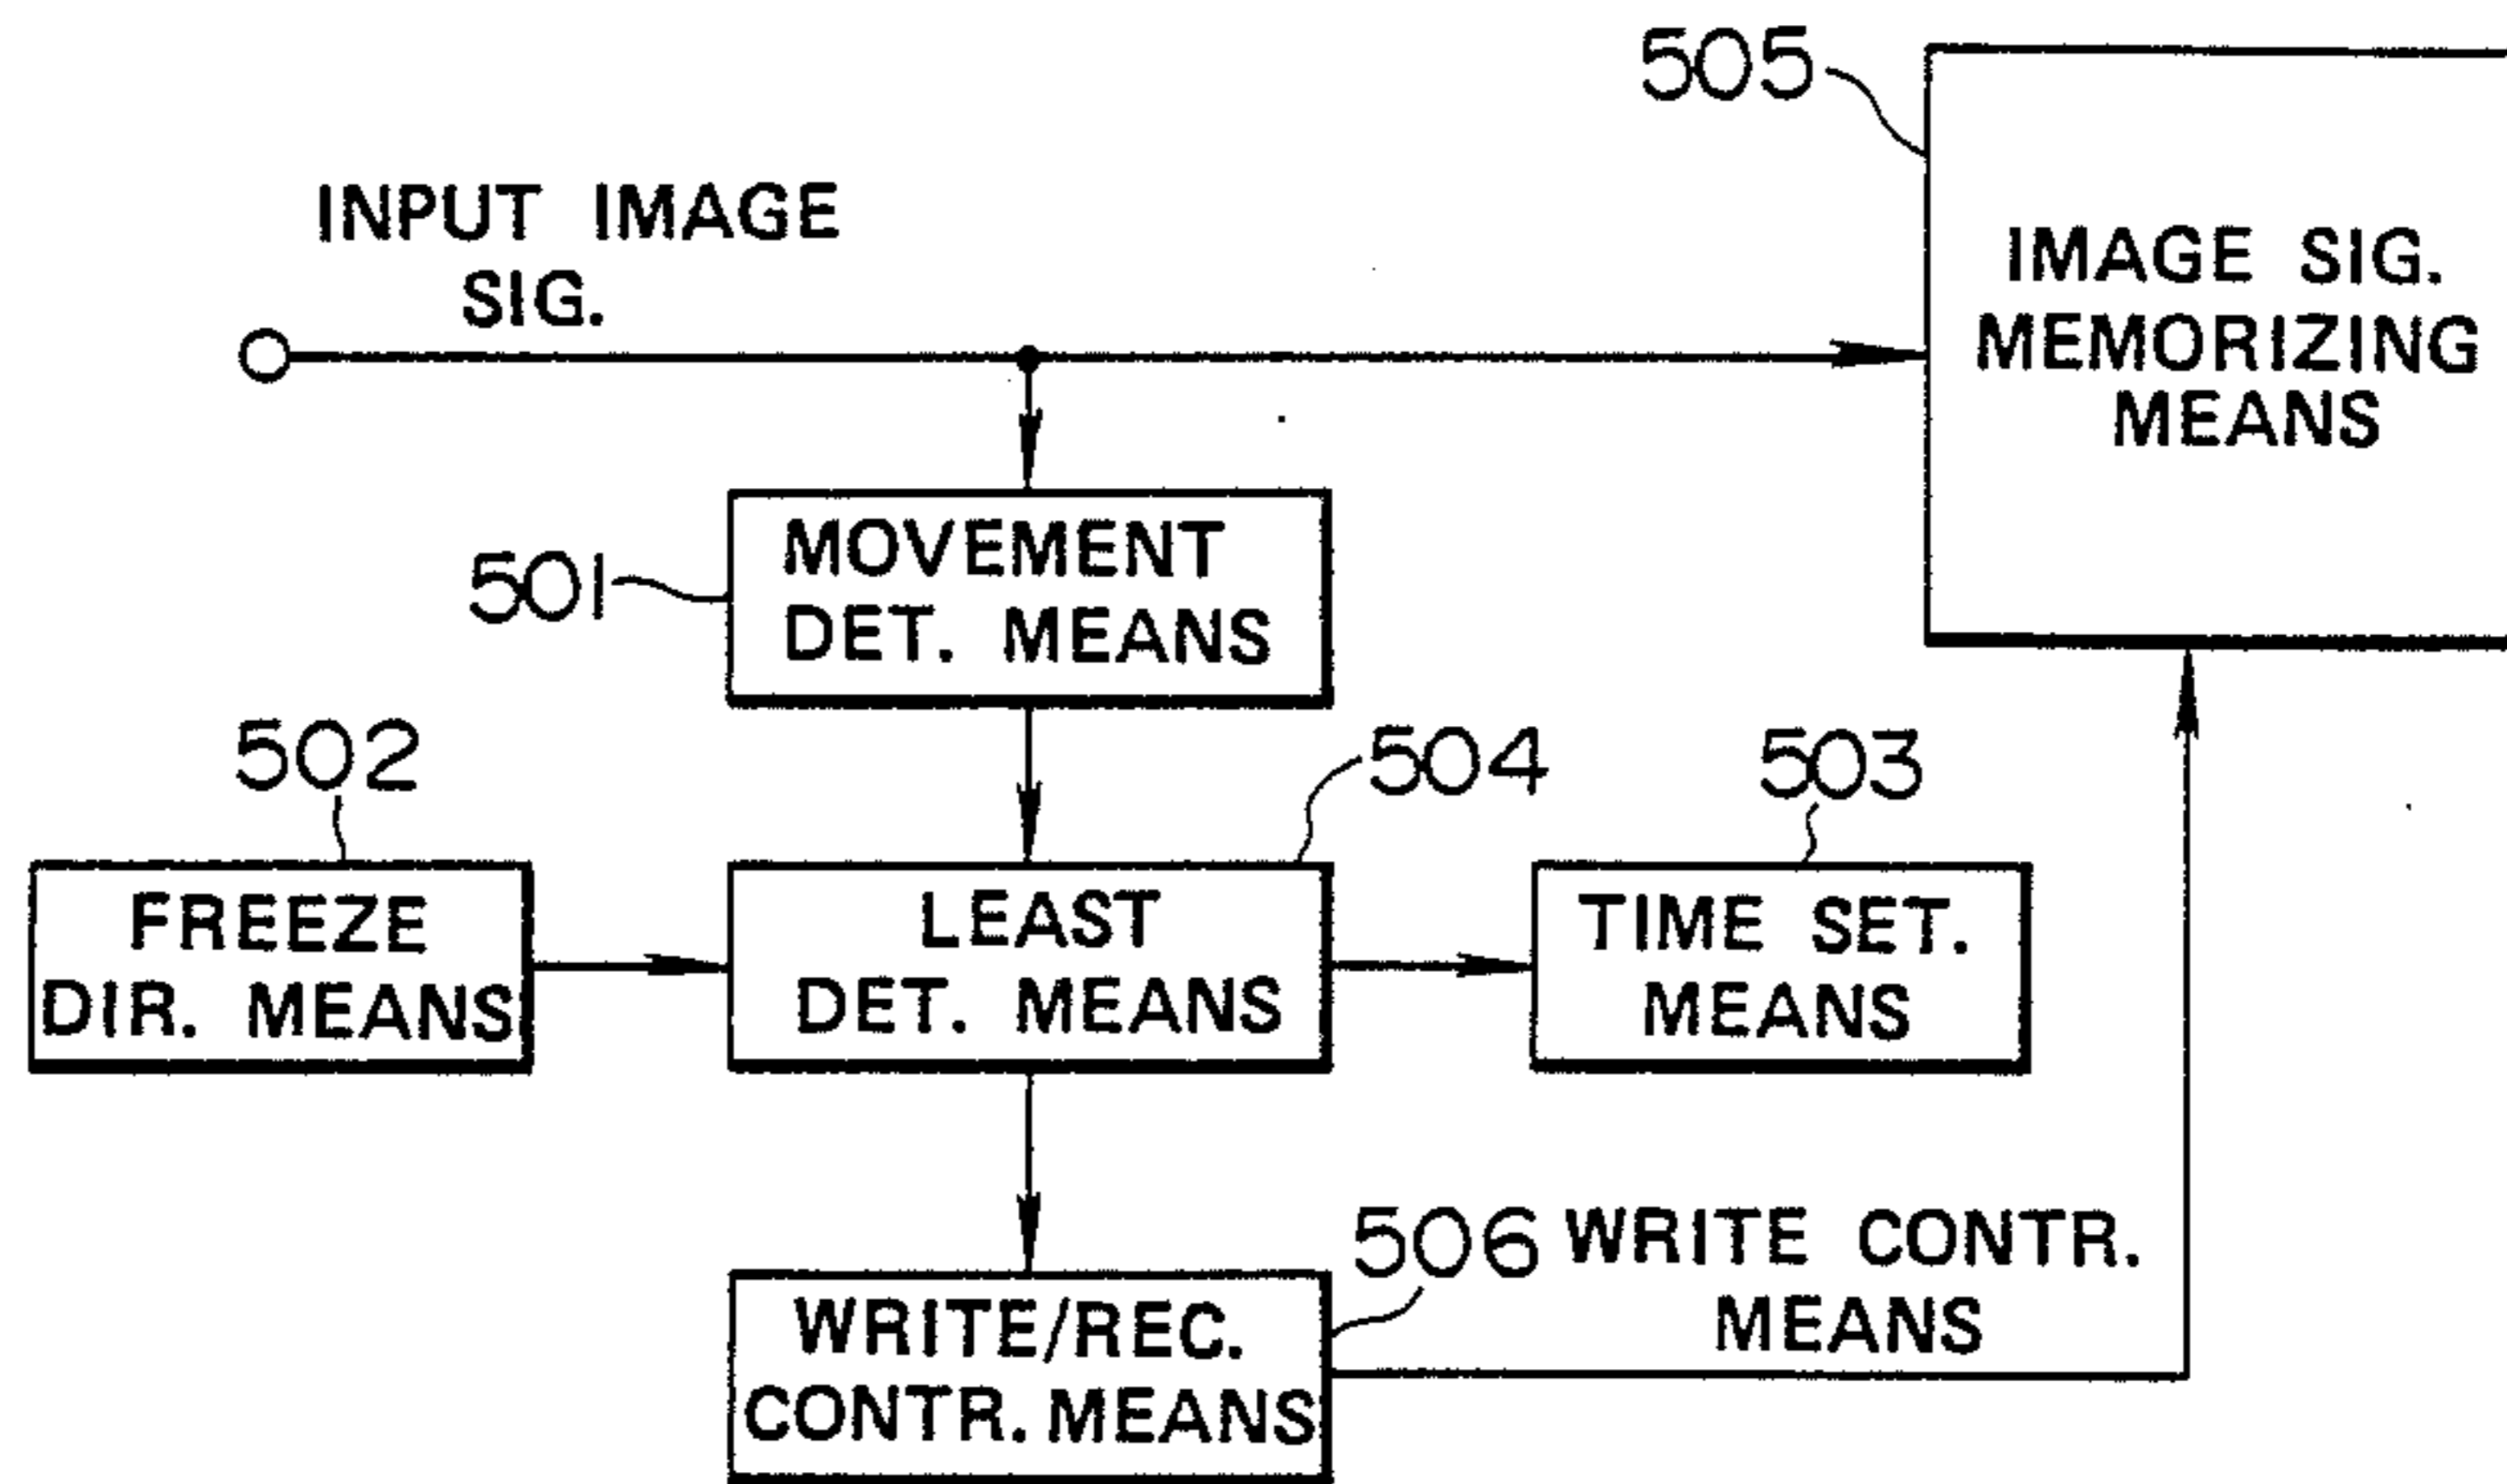 505
INPUT IMAGE
SIG.
IMAGE SIG.
MEMORIZING
MEANS
501
MOVEMENT
DET. MEANS
502
504
503
FREEZE
DIR. MEANS
LEAST
DET. MEANS
TIME SET.
MEANS
506
WRITE CONTR.
MEANS
WRITE/REC.
CONTR. MEANS